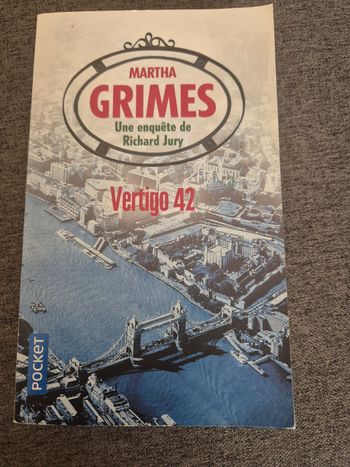 MARTHA
GRIMES
Une enquête de
Richard Jury
Vertigo 42
POCKET